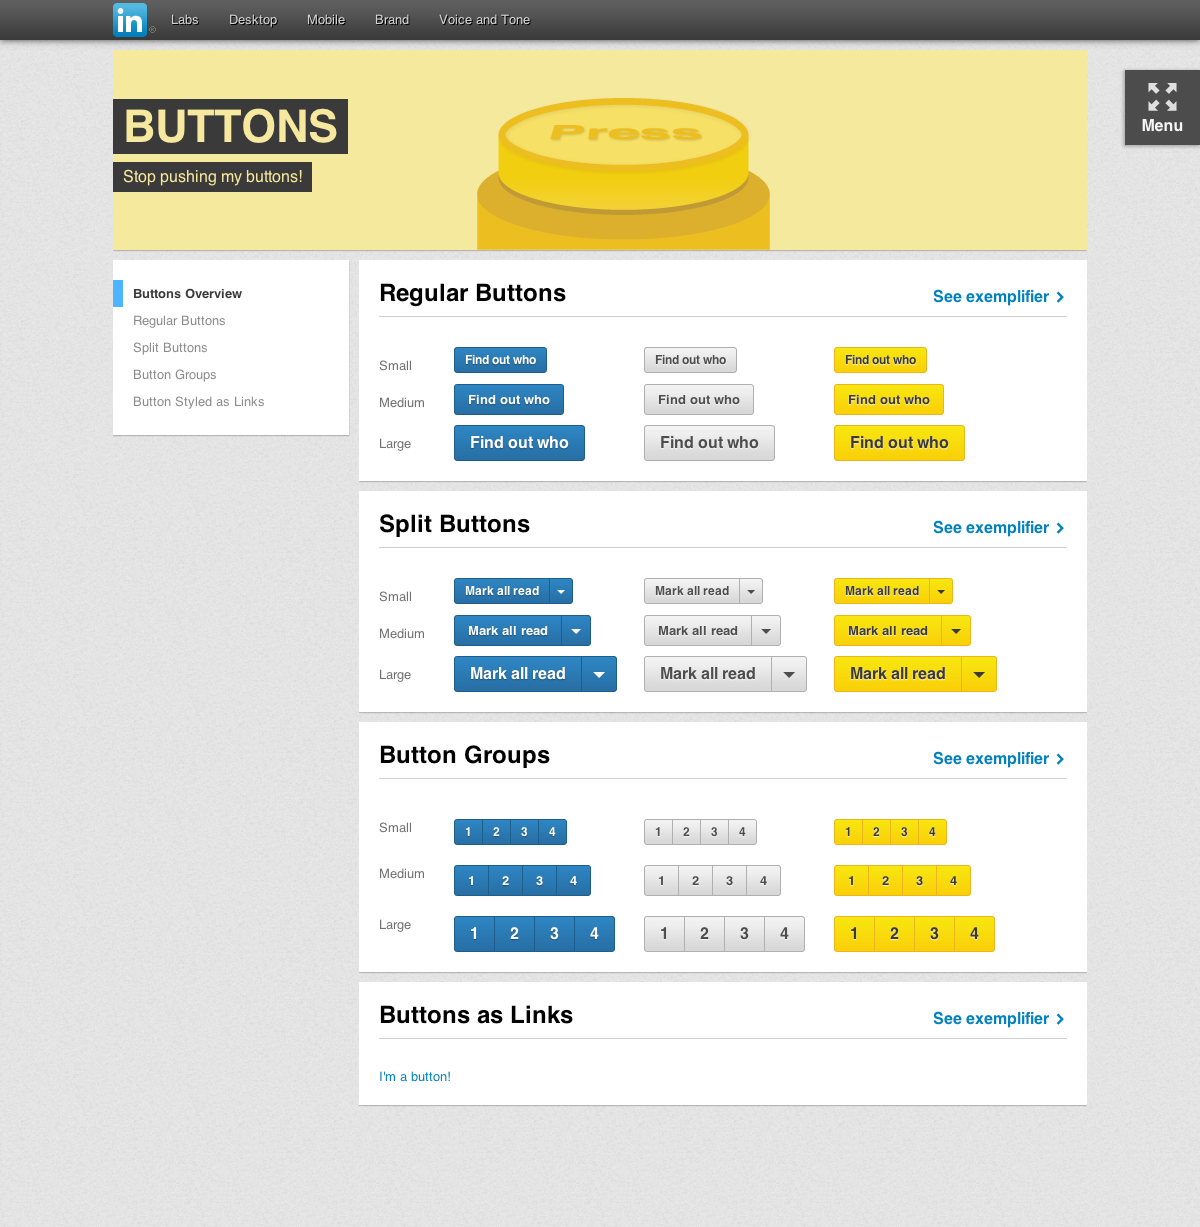 in ® Labs Desktop Mobile Brand Voice and Tone
Menu
BUTTONS
Press
Stop pushing my buttons!
Buttons Overview
Regular Buttons
Split Buttons
Button Groups
Button Styled as Links
Regular Buttons See exemplifier
Small Find out who Find out who Find out who
Medium Find out who Find out who Find out who
Large Find out who Find out who Find out who
Split Buttons See exemplifier
Small Mark all read Mark all read Mark all read
Medium Mark all read Mark all read Mark all read
Large Mark all read Mark all read Mark all read
Button Groups See exemplifier
Small 1 2 3 4 1 2 3 4 1 2 3 4
Medium 1 2 3 4 1 2 3 4 1 2 3 4
Large 1 2 3 4 1 2 3 4 1 2 3 4
Buttons as Links See exemplifier
I'm a button!